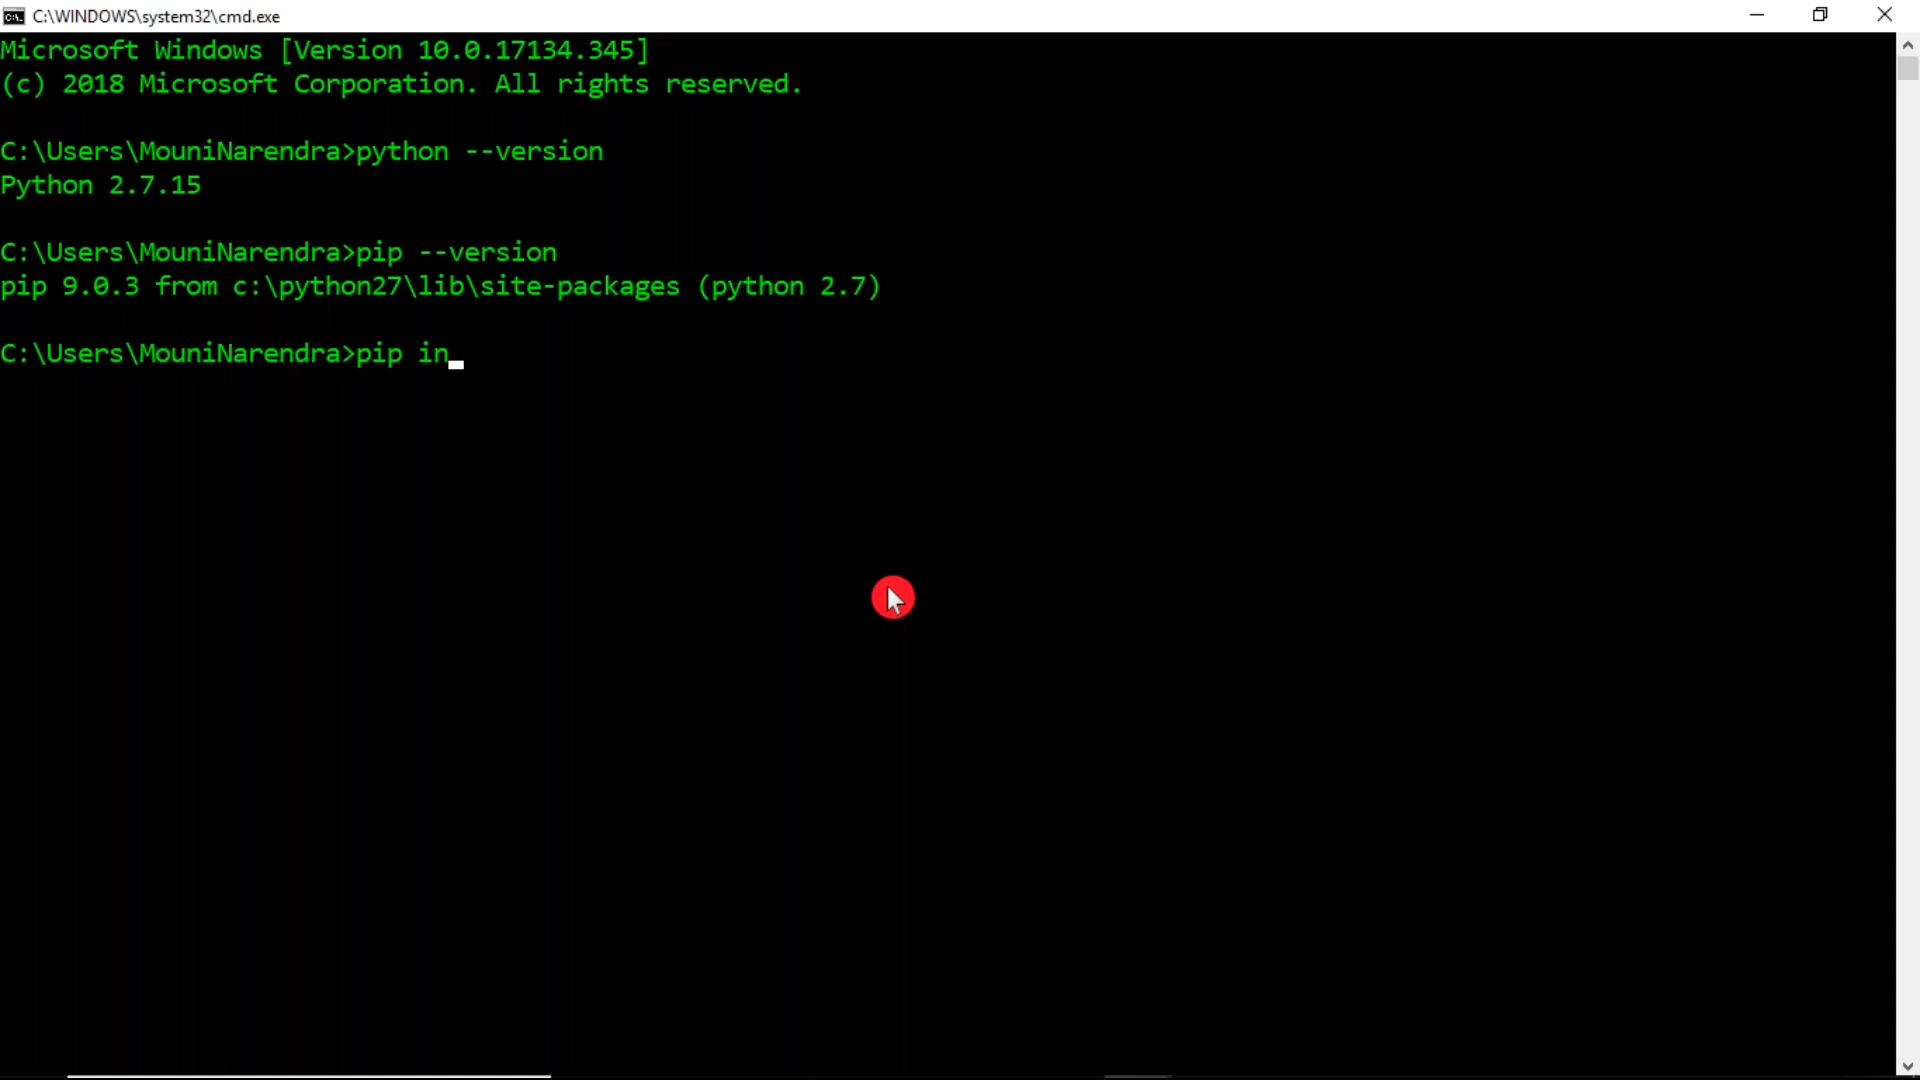 C:\WINDOWS\system32\cmd.exe
Microsoft Windows [Version 10.0.17134.345]
(c) 2018 Microsoft Corporation. All rights reserved.
C:\Users\MouniNarendra>python --version
Python 2.7.15
C:\Users\MouniNarendra>pip --version
pip 9.0.3 from c:\python27\lib\site-packages (python 2.7)
C:\Users\MouniNarendra>pip in